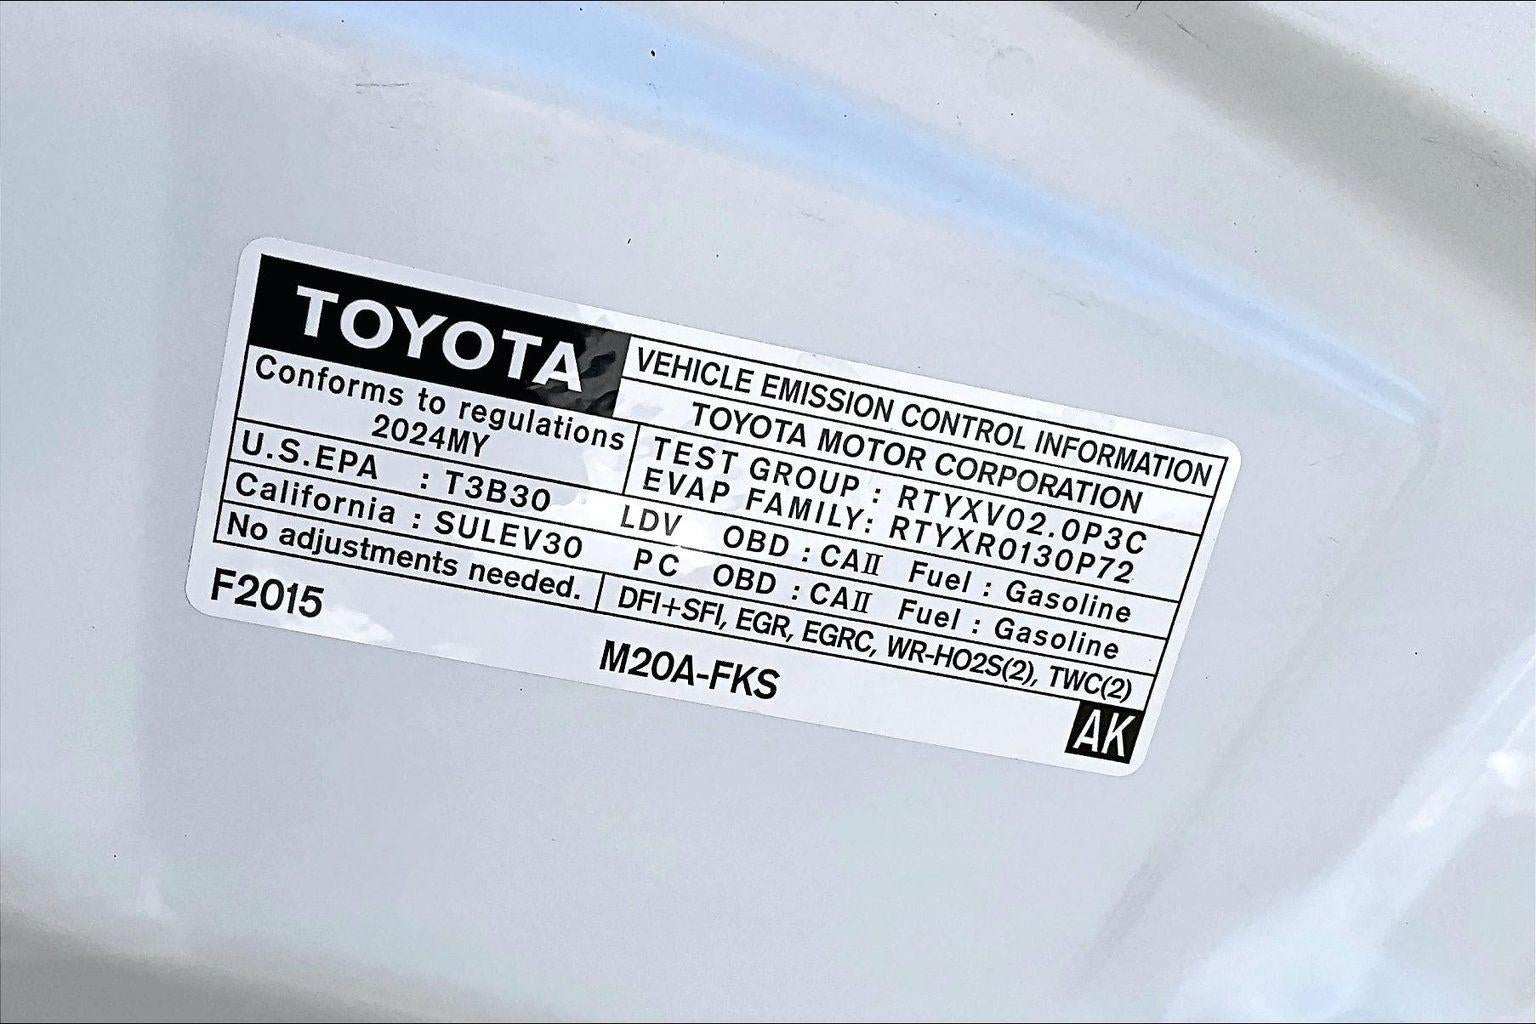 TOYOTA
VEHICLE EMISSION CONTROL INFORMATION
TOYOTA MOTOR CORPORATION
Conforms to regulations
2024MY
TEST GROUP : RTYXV02.0P3C
EVAP FAMILY: RTYXR0130P72
U.S.EPA : T3B30 LDV OBD : CAII Fuel : Gasoline
California : SULEV30 PC OBD : CAII Fuel : Gasoline
No adjustments needed. DFI+SFI, EGR, EGRC, WR-HO2S(2), TWC(2)
F2015
M20A-FKS
AK